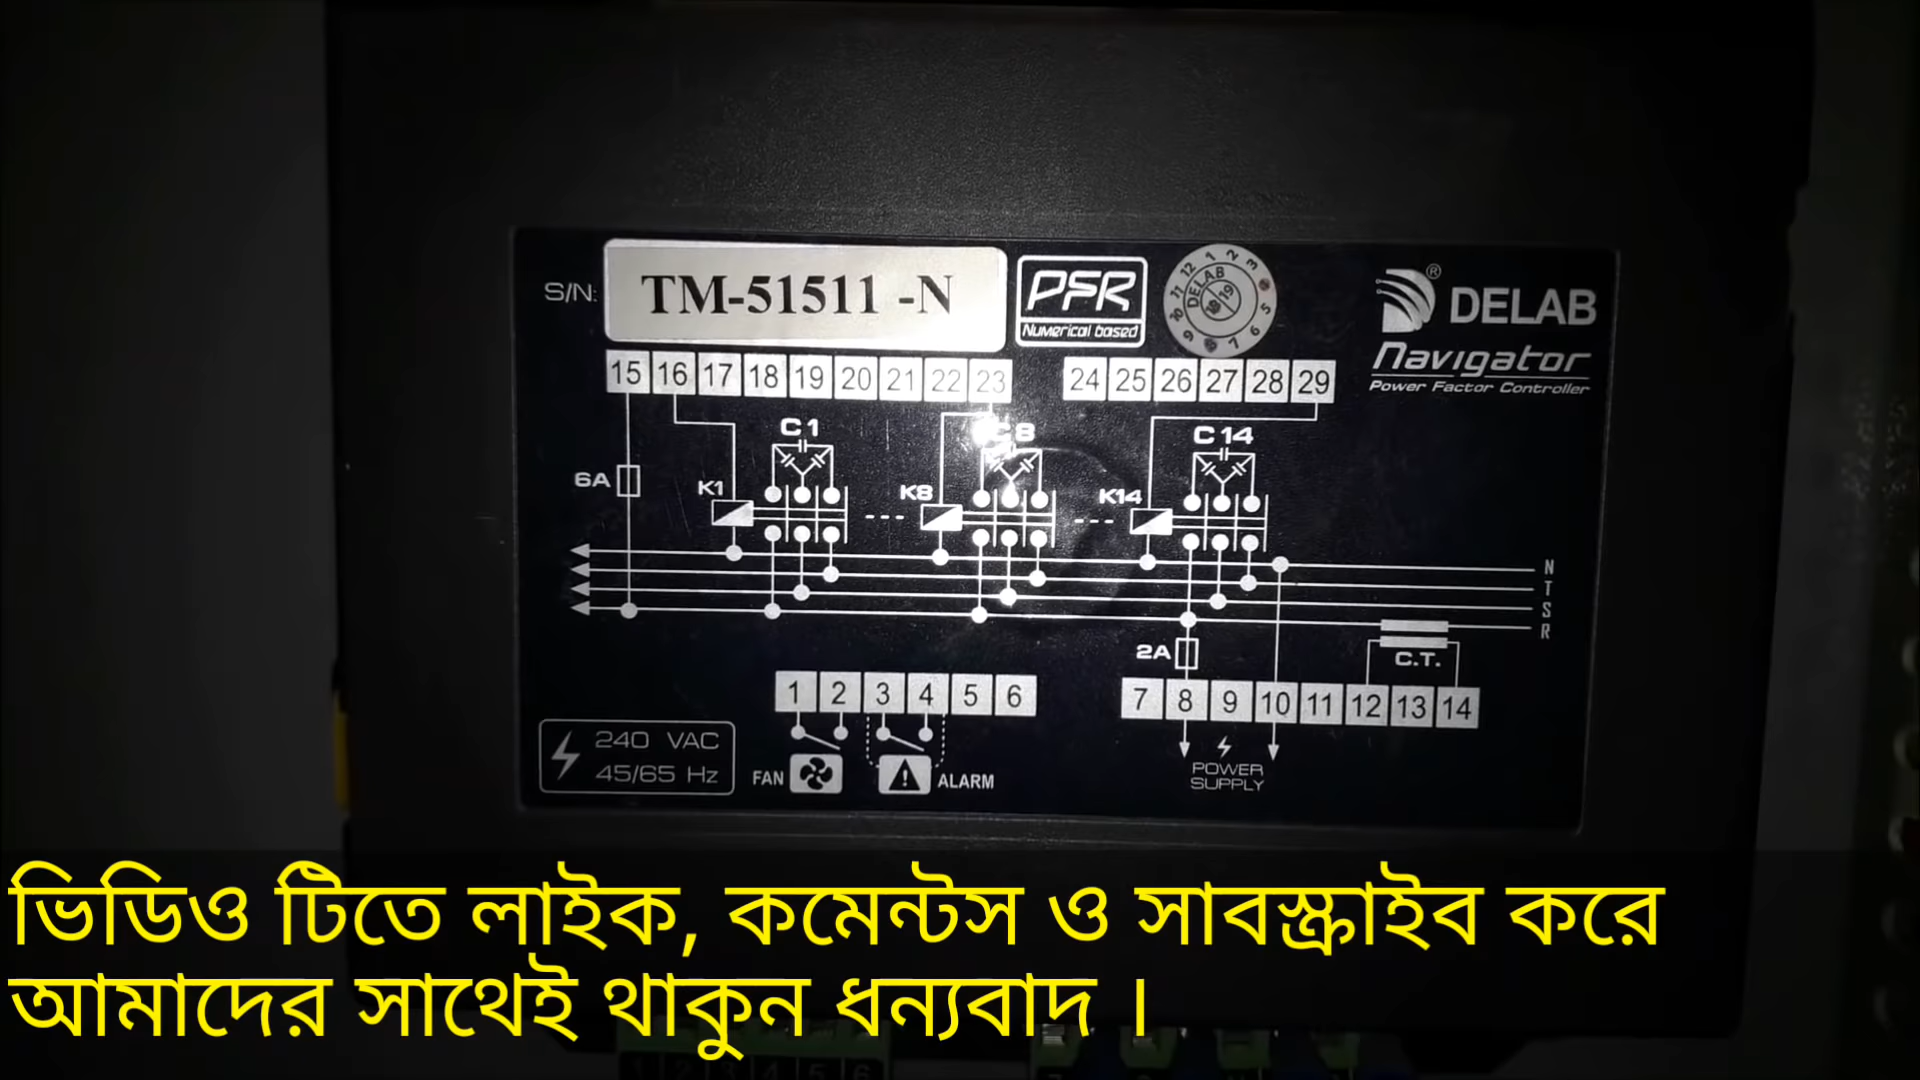 S/N: TM-51511 -N
PFR
Numerical based
DELAB
® DELAB
Navigator
Power Factor Controller
15 16 17 18 19 20 21 22 23 24 25 26 27 28 29
C1 C8 C14
6A K1 K8 K14
N
T
S
R
2A C.T.
1 2 3 4 5 6 7 8 9 10 11 12 13 14
240 VAC
45/65 Hz
FAN ALARM
POWER
SUPPLY
ভিডিও টিতে লাইক, কমেন্টস ও সাবস্ক্রাইব করে
আমাদের সাথেই থাকুন ধন্যবাদ ।